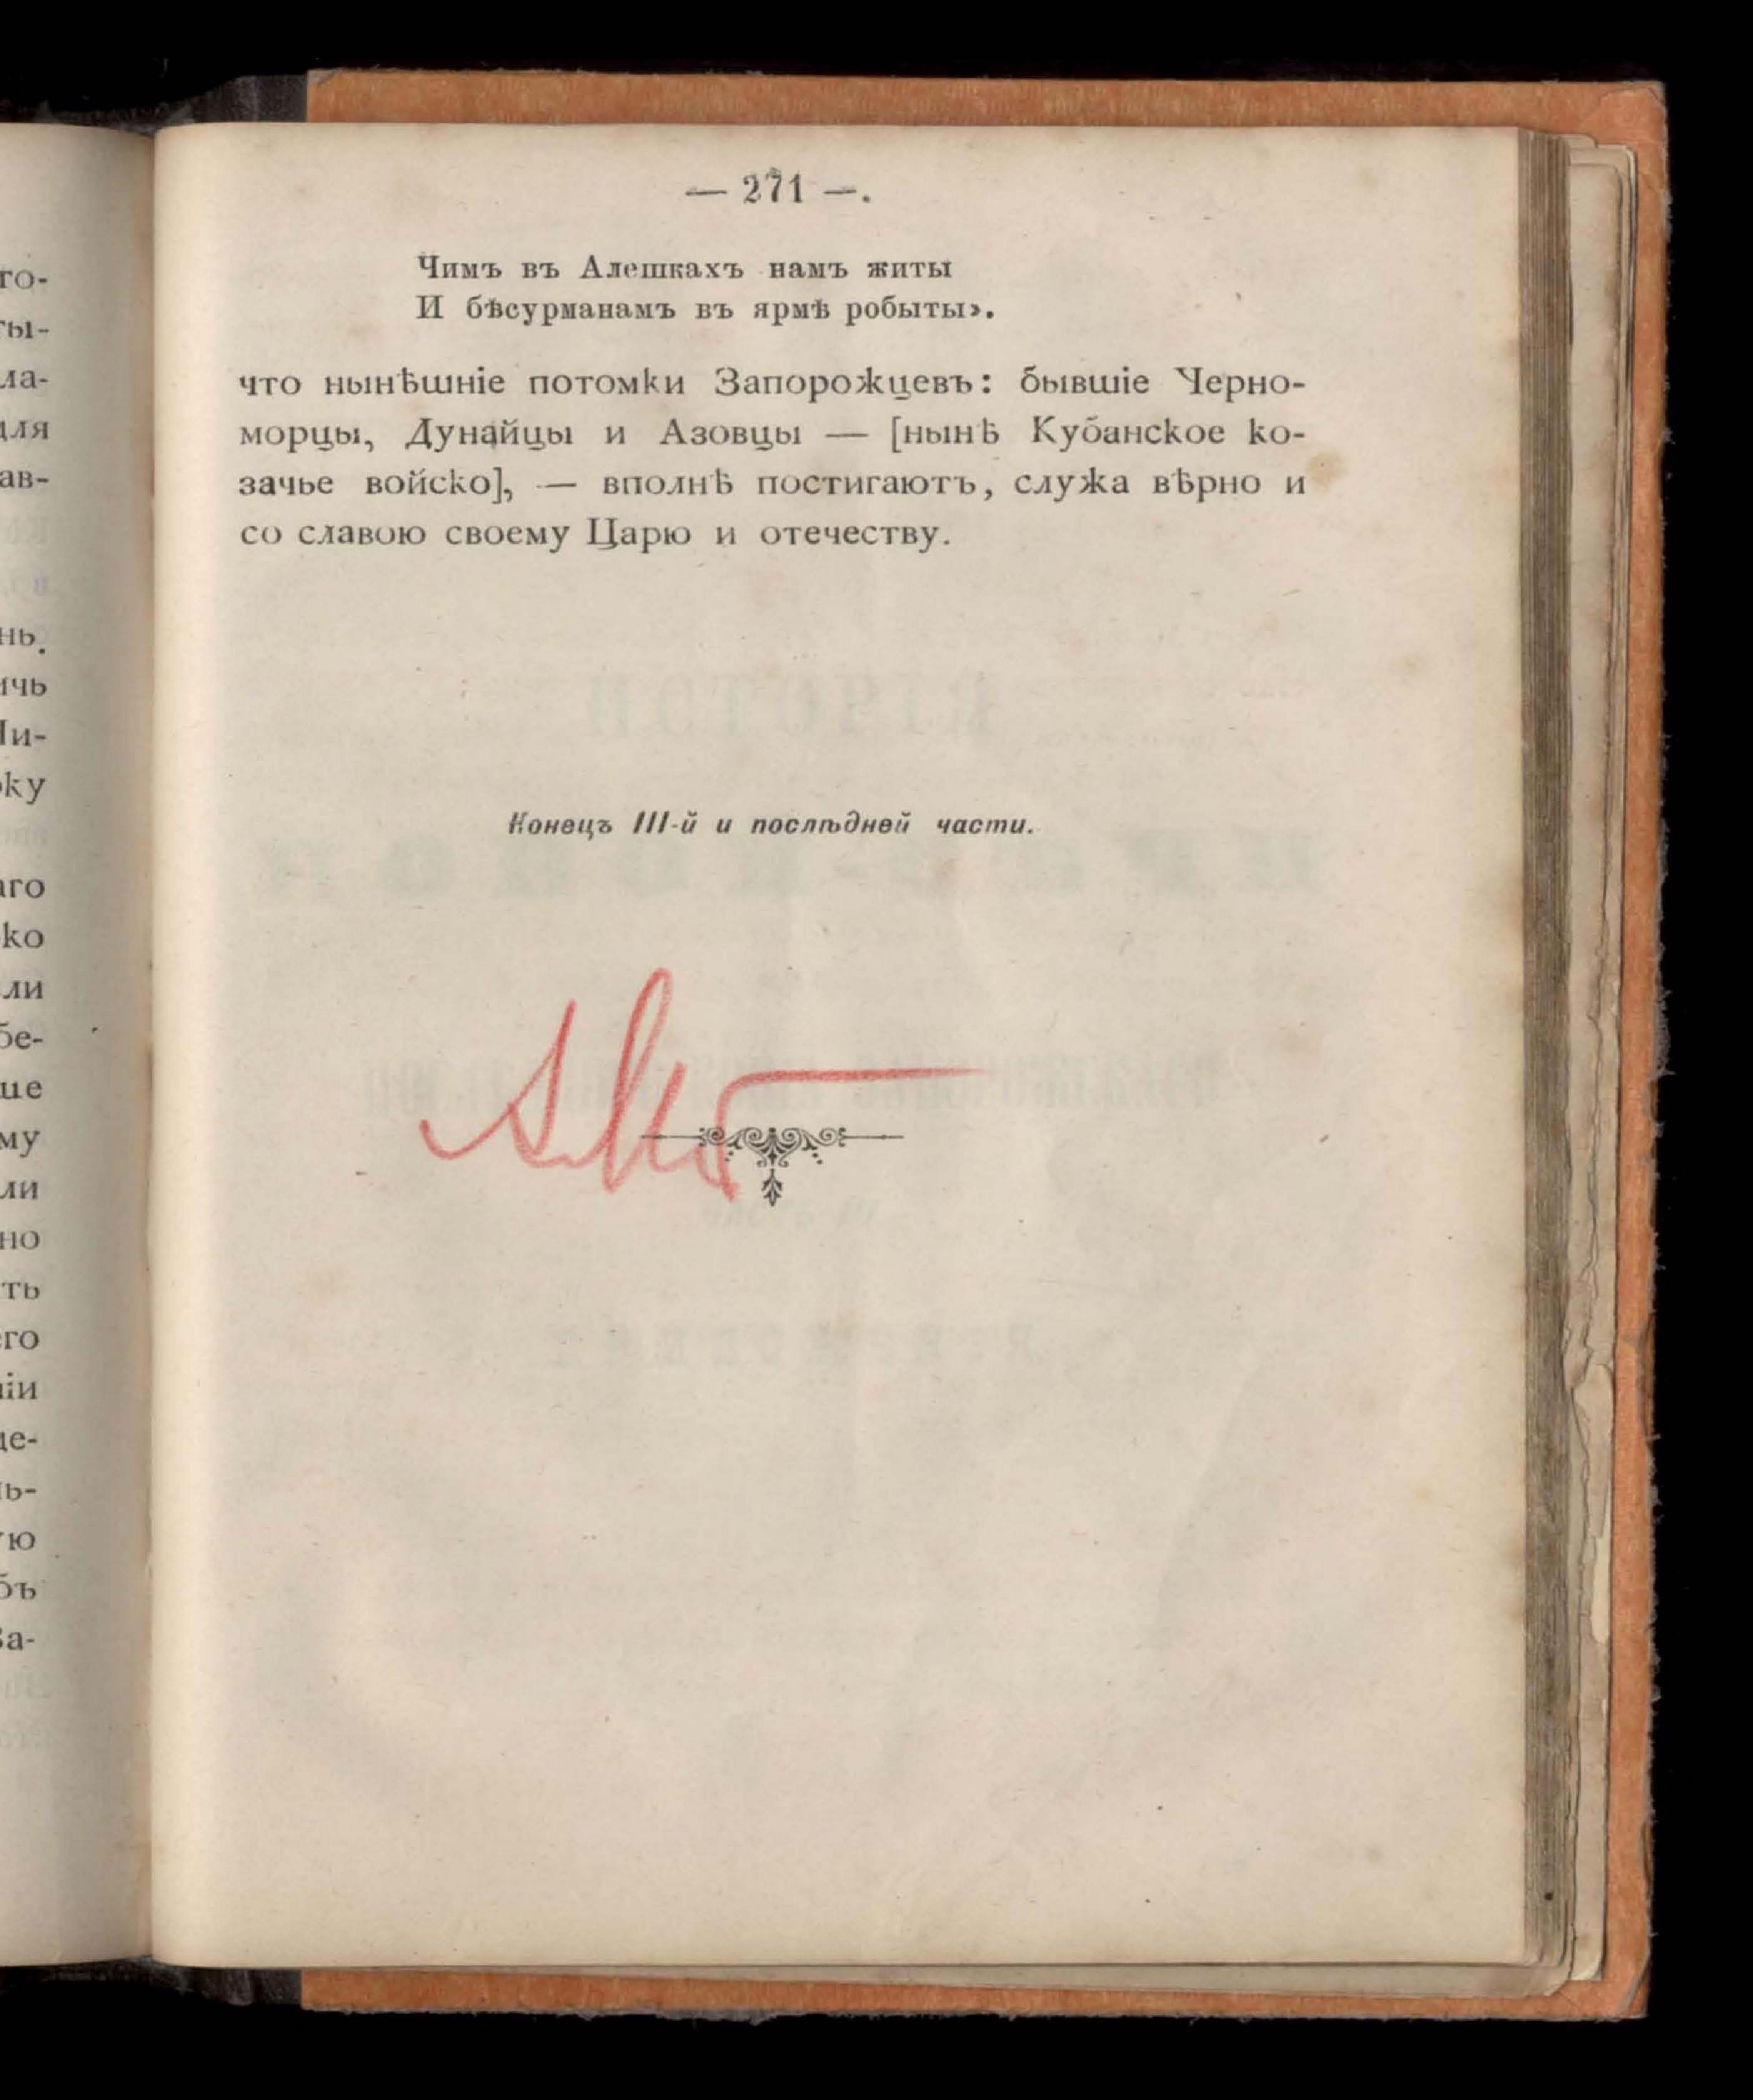 — 271 —.
Чимъ въ Алешкахъ намъ житы
И бѣсурманамъ въ ярмѣ робыты».
что нынѣшніе потомки Запорожцевъ: бывшіе Черно-
морцы, Дунайцы и Азовцы — [нынѣ Кубанское ко-
зачье войско], — вполнѣ постигаютъ, служа вѣрно и
со славою своему Царю и отечеству.
Конецъ III-й и послѣдней части.